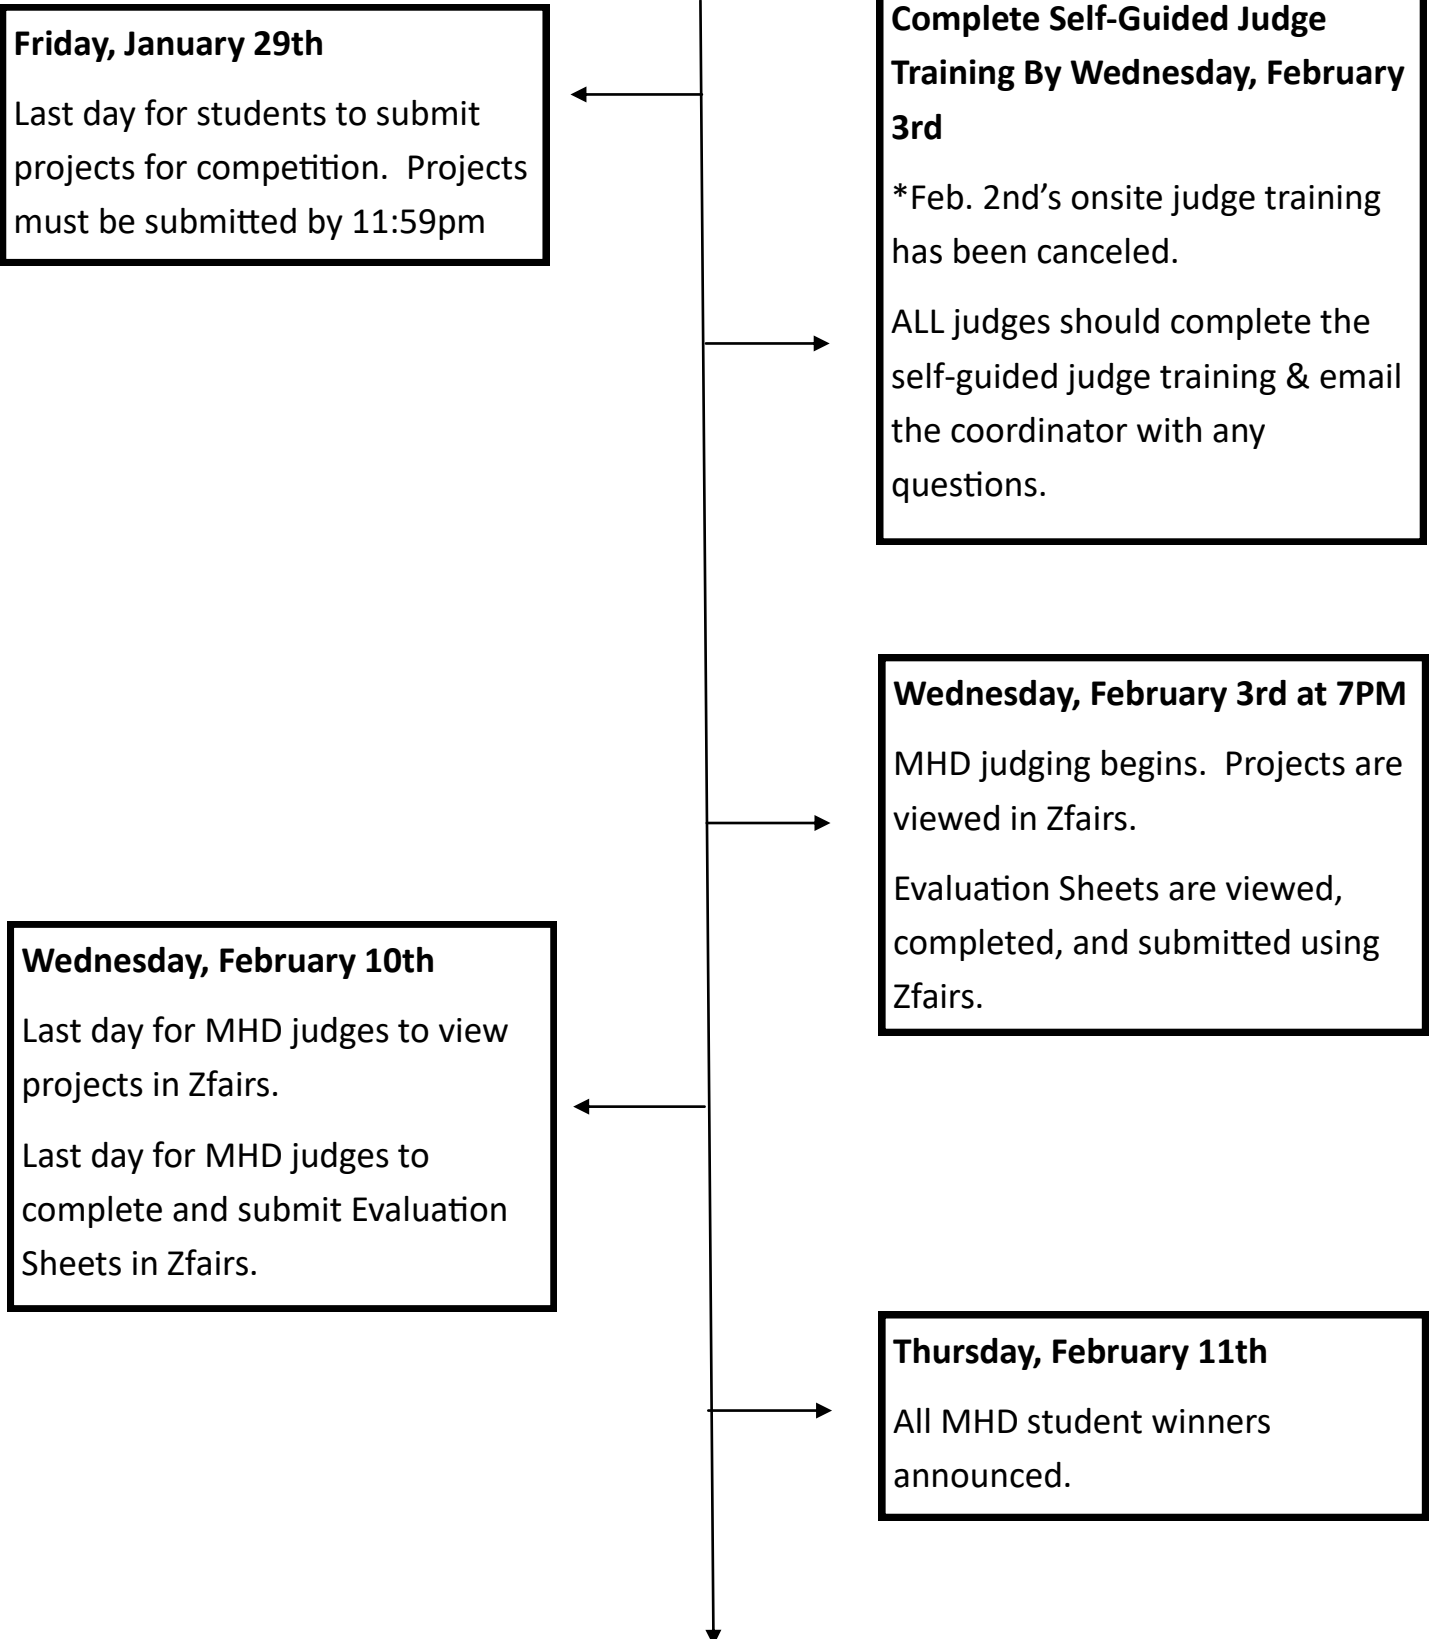 Friday, January 29th
Last day for students to submit
projects for competition.  Projects
must be submitted by 11:59pm
Complete Self-Guided Judge
Training By Wednesday, February
3rd
*Feb. 2nd’s onsite judge training
has been canceled.
ALL judges should complete the
self-guided judge training & email
the coordinator with any
questions.
Wednesday, February 3rd at 7PM
MHD judging begins.  Projects are
viewed in Zfairs.
Evaluation Sheets are viewed,
completed, and submitted using
Zfairs.
Wednesday, February 10th
Last day for MHD judges to view
projects in Zfairs.
Last day for MHD judges to
complete and submit Evaluation
Sheets in Zfairs.
Thursday, February 11th
All MHD student winners
announced.